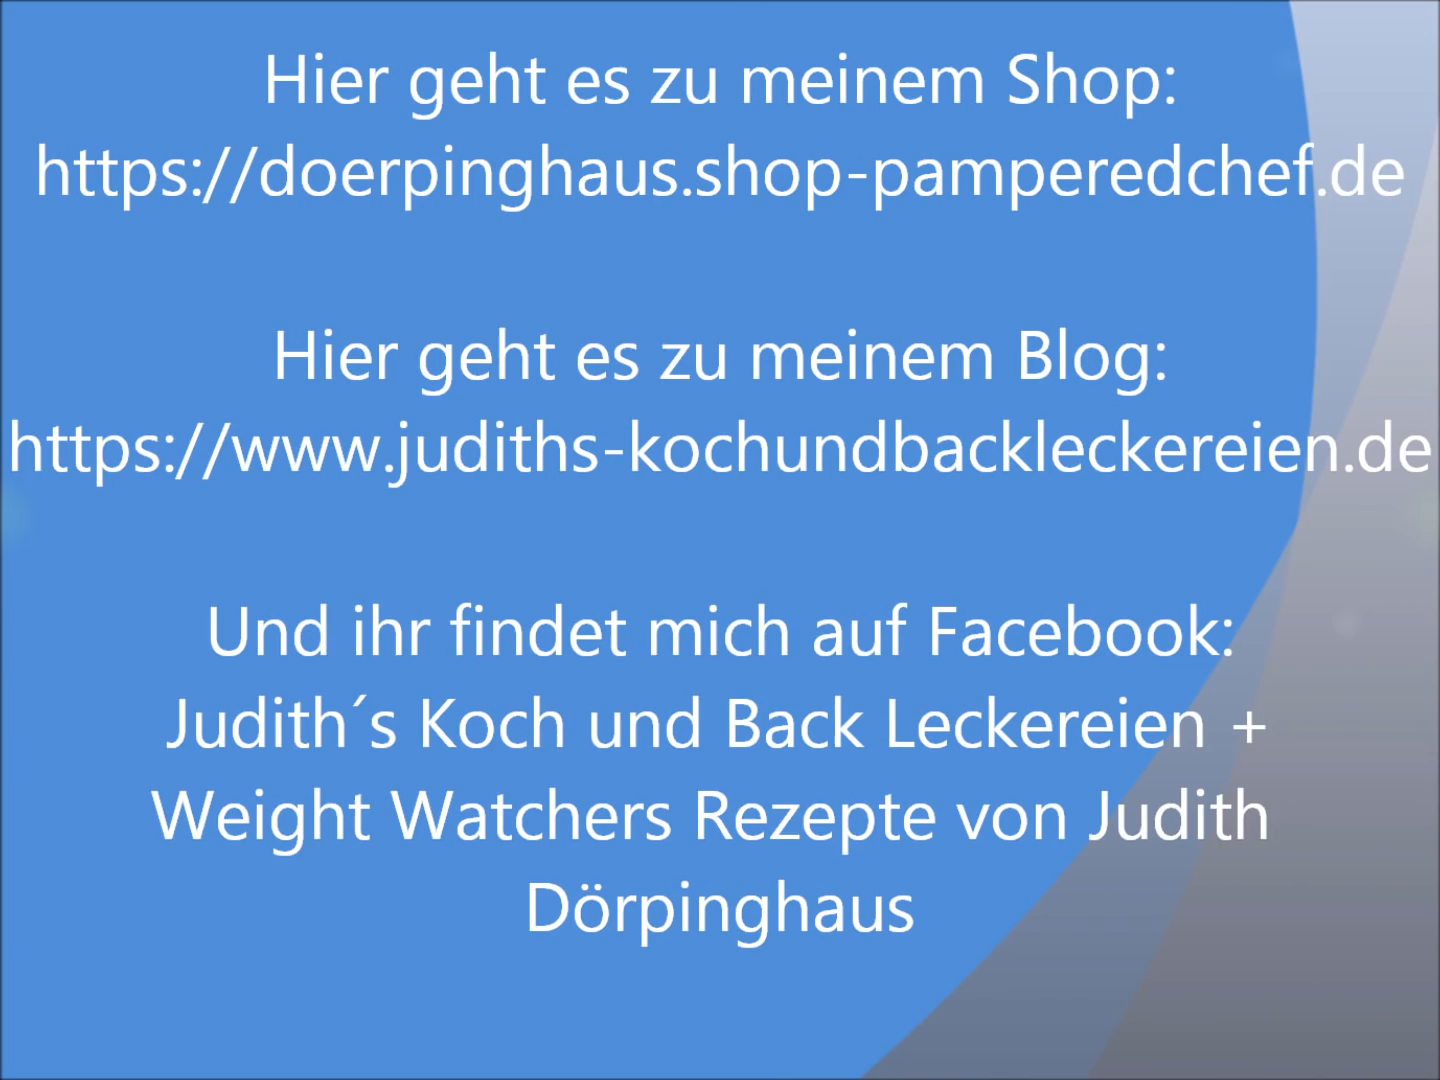 Hier geht es zu meinem Shop:
https://doerpinghaus.shop-pamperedchef.de
Hier geht es zu meinem Blog:
https://www.judiths-kochundbackleckereien.de
Und ihr findet mich auf Facebook:
Judith´s Koch und Back Leckereien +
Weight Watchers Rezepte von Judith
Dörpinghaus